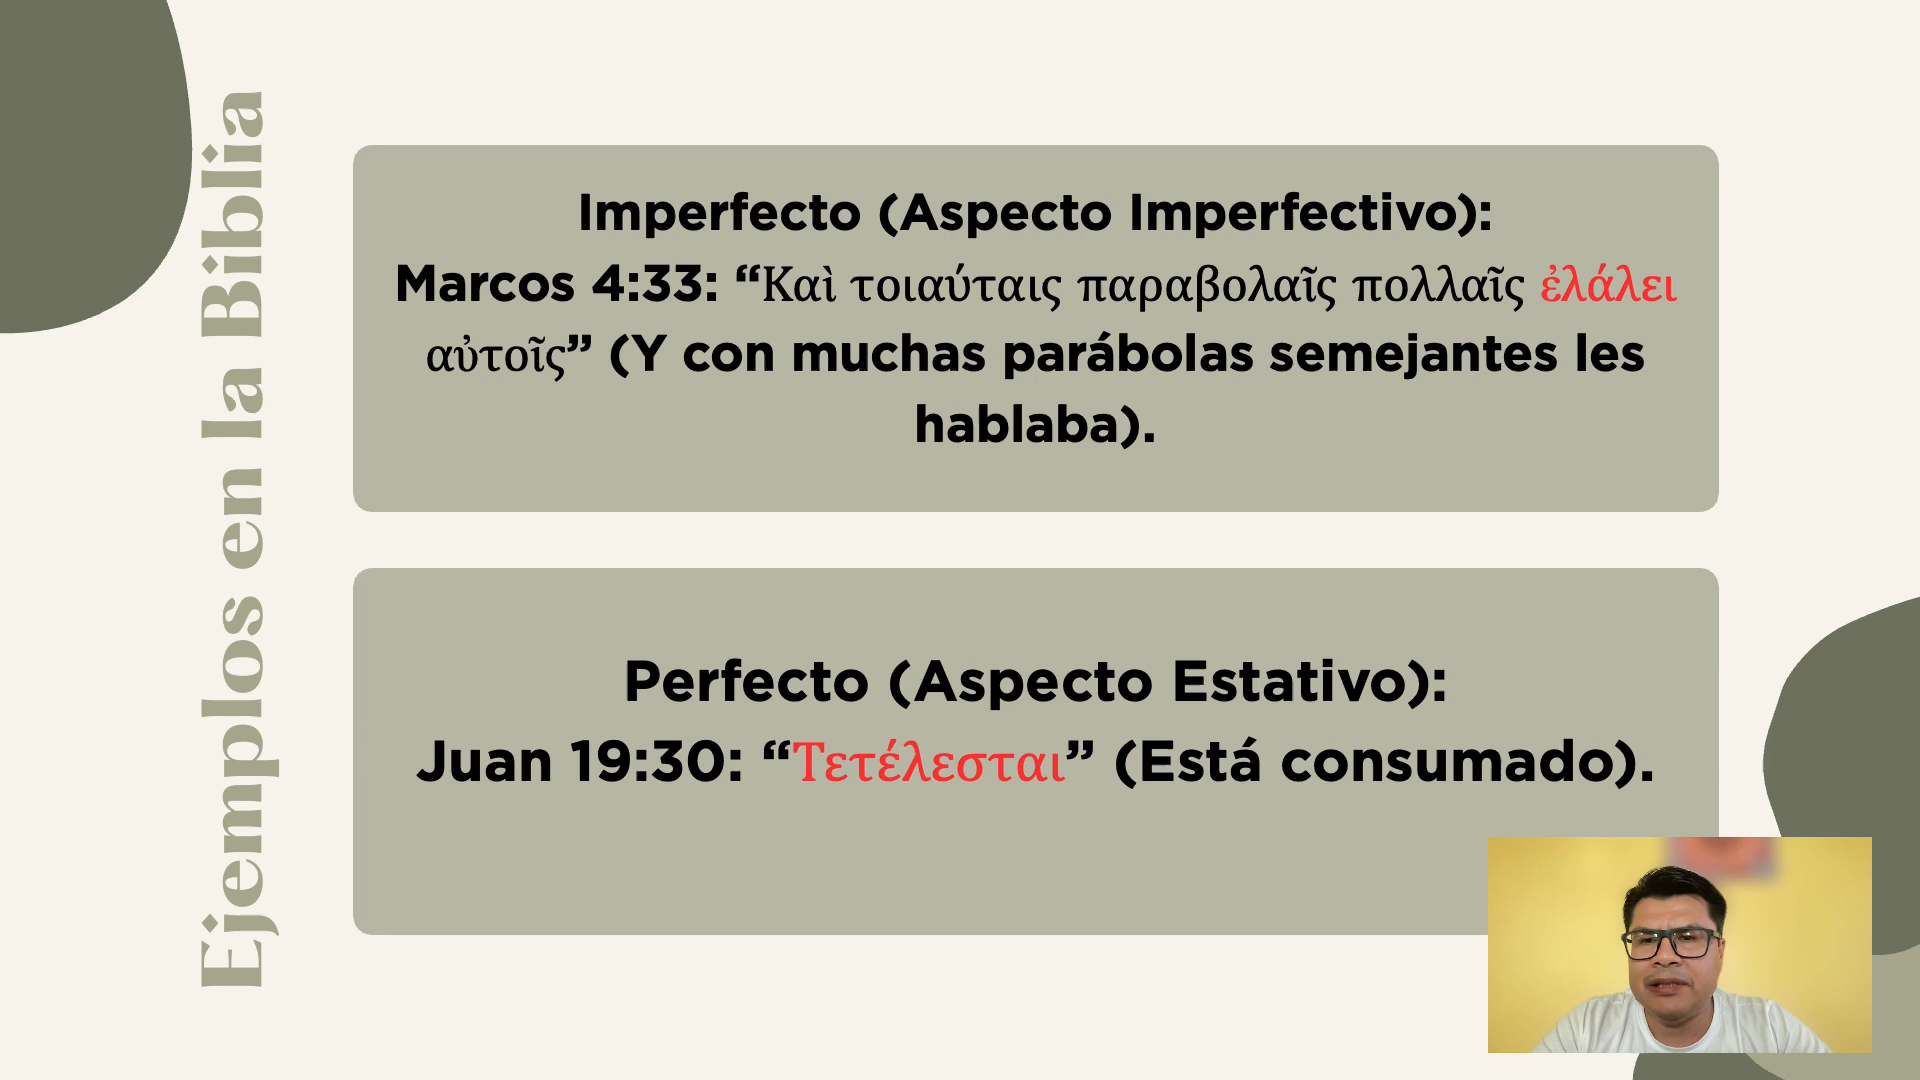 Ejemplos en la Biblia
Imperfecto (Aspecto Imperfectivo):
Marcos 4:33: “Καὶ τοιαύταις παραβολαῖς πολλαῖς ἐλάλει
αὐτοῖς” (Y con muchas parábolas semejantes les
hablaba).
Perfecto (Aspecto Estativo):
Juan 19:30: “Τετέλεσται” (Está consumado).